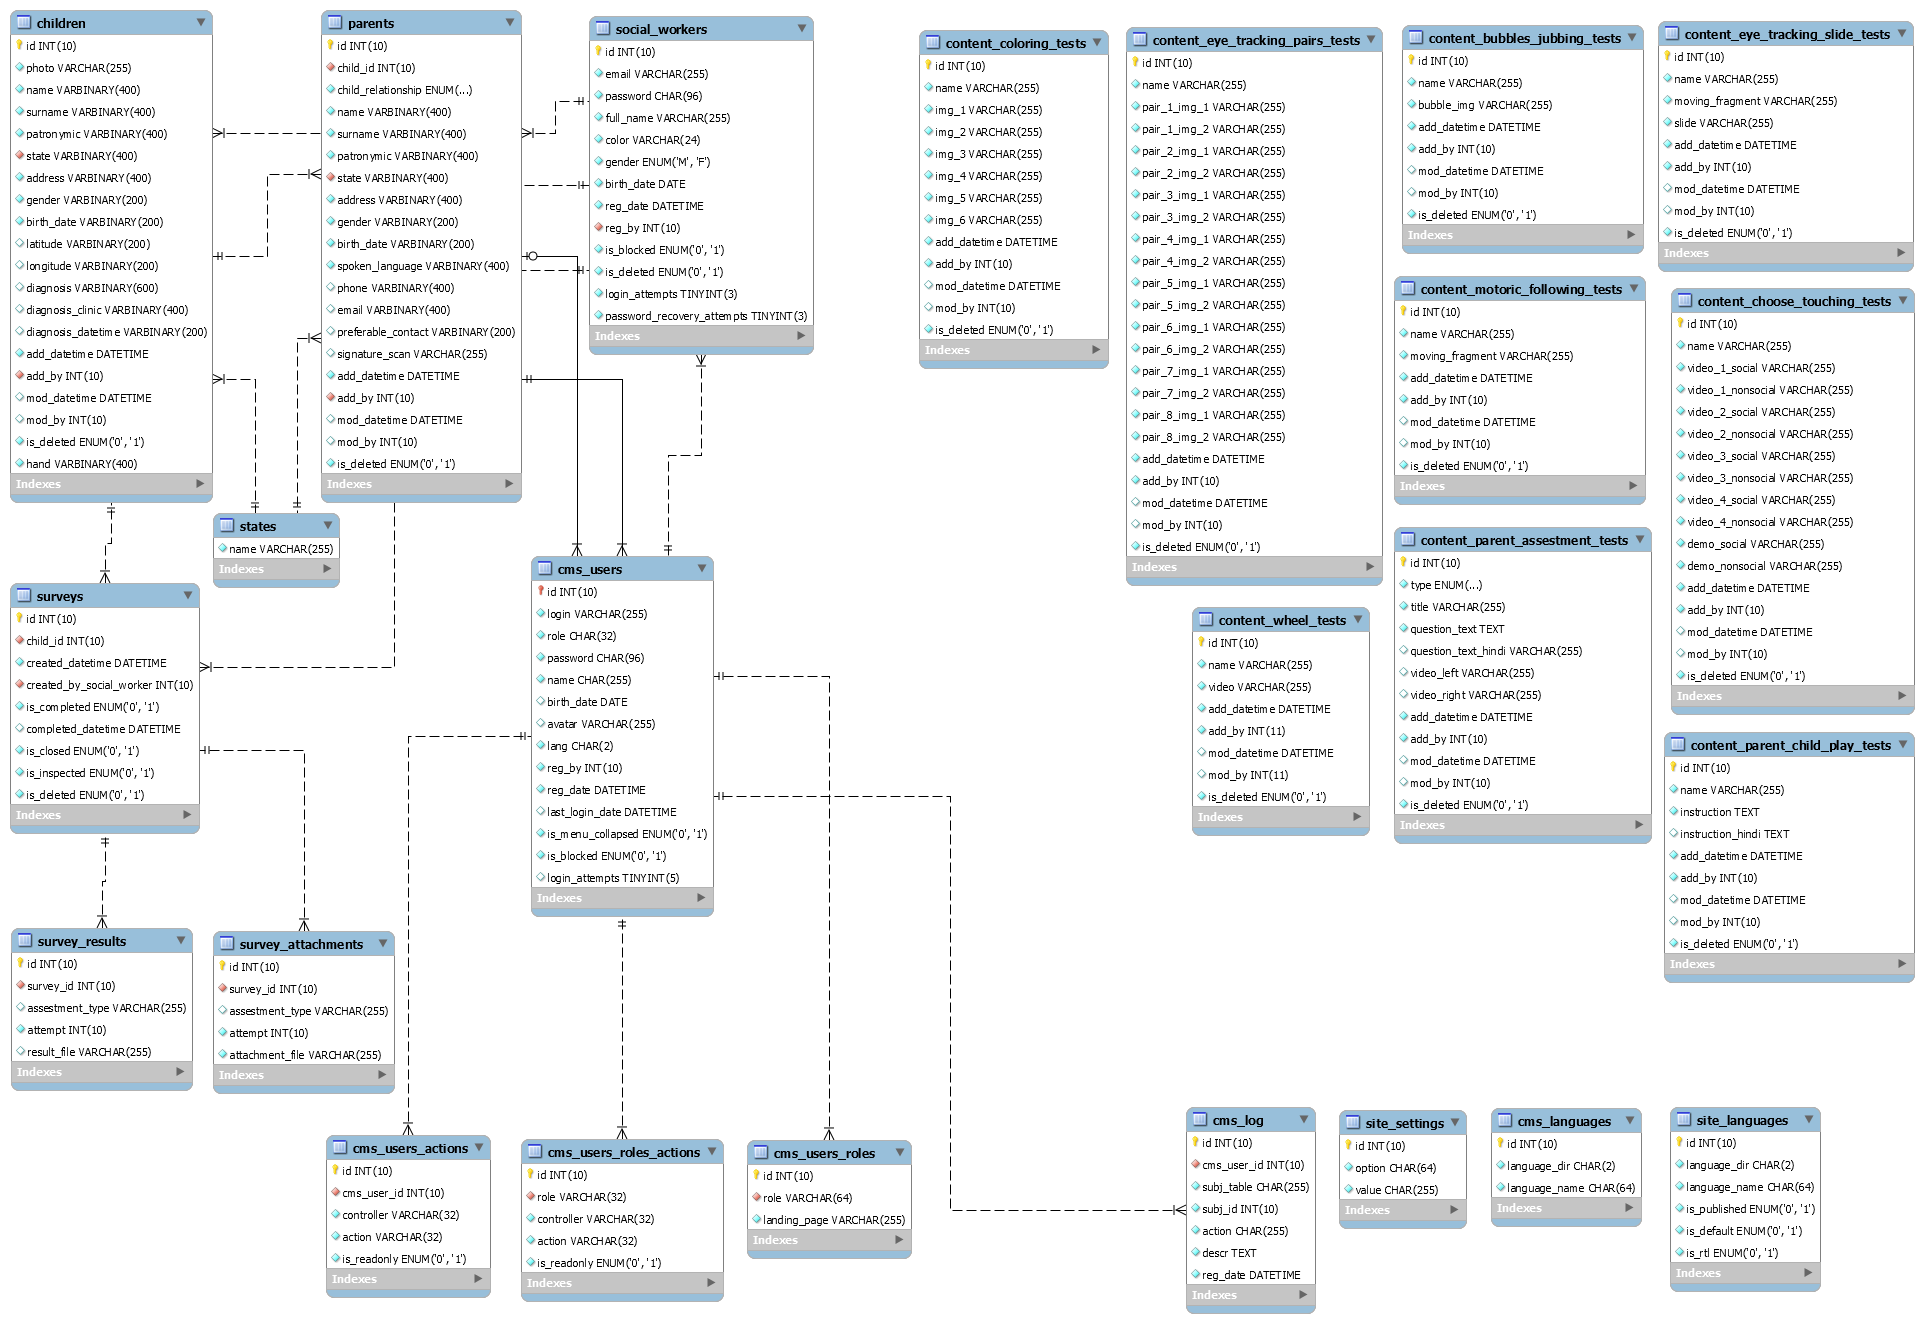 children
id INT(10)
photo VARCHAR(255)
name VARBINARY(400)
surname VARBINARY(400)
patronymic VARBINARY(400)
state VARBINARY(400)
address VARBINARY(400)
gender VARBINARY(200)
birth_date VARBINARY(200)
latitude VARBINARY(200)
longitude VARBINARY(200)
diagnosis VARBINARY(600)
diagnosis_clinic VARBINARY(400)
diagnosis_datetime VARBINARY(200)
add_datetime DATETIME
add_by INT(10)
mod_datetime DATETIME
mod_by INT(10)
is_deleted ENUM('0', '1')
hand VARBINARY(400)
Indexes
parents
id INT(10)
child_id INT(10)
child_relationship ENUM(...)
name VARBINARY(400)
surname VARBINARY(400)
patronymic VARBINARY(400)
state VARBINARY(400)
address VARBINARY(400)
gender VARBINARY(200)
birth_date VARBINARY(200)
spoken_language VARBINARY(400)
phone VARBINARY(400)
email VARBINARY(400)
preferable_contact VARBINARY(200)
signature_scan VARCHAR(255)
add_datetime DATETIME
add_by INT(10)
mod_datetime DATETIME
mod_by INT(10)
is_deleted ENUM('0', '1')
Indexes
social_workers
id INT(10)
email VARCHAR(255)
password CHAR(96)
full_name VARCHAR(255)
color VARCHAR(24)
gender ENUM('M', 'F')
birth_date DATE
reg_date DATETIME
reg_by INT(10)
is_blocked ENUM('0', '1')
is_deleted ENUM('0', '1')
login_attempts TINYINT(3)
password_recovery_attempts TINYINT(3)
Indexes
content_coloring_tests
id INT(10)
name VARCHAR(255)
img_1 VARCHAR(255)
img_2 VARCHAR(255)
img_3 VARCHAR(255)
img_4 VARCHAR(255)
img_5 VARCHAR(255)
img_6 VARCHAR(255)
add_datetime DATETIME
add_by INT(10)
mod_datetime DATETIME
mod_by INT(10)
is_deleted ENUM('0', '1')
Indexes
content_eye_tracking_pairs_tests
id INT(10)
name VARCHAR(255)
pair_1_img_1 VARCHAR(255)
pair_1_img_2 VARCHAR(255)
pair_2_img_1 VARCHAR(255)
pair_2_img_2 VARCHAR(255)
pair_3_img_1 VARCHAR(255)
pair_3_img_2 VARCHAR(255)
pair_4_img_1 VARCHAR(255)
pair_4_img_2 VARCHAR(255)
pair_5_img_1 VARCHAR(255)
pair_5_img_2 VARCHAR(255)
pair_6_img_1 VARCHAR(255)
pair_6_img_2 VARCHAR(255)
pair_7_img_1 VARCHAR(255)
pair_7_img_2 VARCHAR(255)
pair_8_img_1 VARCHAR(255)
pair_8_img_2 VARCHAR(255)
add_datetime DATETIME
add_by INT(10)
mod_datetime DATETIME
mod_by INT(10)
is_deleted ENUM('0', '1')
Indexes
content_bubbles_jubbing_tests
id INT(10)
name VARCHAR(255)
bubble_img VARCHAR(255)
add_datetime DATETIME
add_by INT(10)
mod_datetime DATETIME
mod_by INT(10)
is_deleted ENUM('0', '1')
Indexes
content_eye_tracking_slide_tests
id INT(10)
name VARCHAR(255)
moving_fragment VARCHAR(255)
slide VARCHAR(255)
add_datetime DATETIME
add_by INT(10)
mod_datetime DATETIME
mod_by INT(10)
is_deleted ENUM('0', '1')
Indexes
content_motoric_following_tests
id INT(10)
name VARCHAR(255)
moving_fragment VARCHAR(255)
add_datetime DATETIME
add_by INT(10)
mod_datetime DATETIME
mod_by INT(10)
is_deleted ENUM('0', '1')
Indexes
content_choose_touching_tests
id INT(10)
name VARCHAR(255)
video_1_social VARCHAR(255)
video_1_nonsocial VARCHAR(255)
video_2_social VARCHAR(255)
video_2_nonsocial VARCHAR(255)
video_3_social VARCHAR(255)
video_3_nonsocial VARCHAR(255)
video_4_social VARCHAR(255)
video_4_nonsocial VARCHAR(255)
demo_social VARCHAR(255)
demo_nonsocial VARCHAR(255)
add_datetime DATETIME
add_by INT(10)
mod_datetime DATETIME
mod_by INT(10)
is_deleted ENUM('0', '1')
Indexes
states
name VARCHAR(255)
Indexes
surveys
id INT(10)
child_id INT(10)
created_datetime DATETIME
created_by_social_worker INT(10)
is_completed ENUM('0', '1')
completed_datetime DATETIME
is_closed ENUM('0', '1')
is_inspected ENUM('0', '1')
is_deleted ENUM('0', '1')
Indexes
cms_users
id INT(10)
login VARCHAR(255)
role CHAR(32)
password CHAR(96)
name CHAR(255)
birth_date DATE
avatar VARCHAR(255)
lang CHAR(2)
reg_by INT(10)
reg_date DATETIME
last_login_date DATETIME
is_menu_collapsed ENUM('0', '1')
is_blocked ENUM('0', '1')
login_attempts TINYINT(5)
Indexes
content_wheel_tests
id INT(10)
name VARCHAR(255)
video VARCHAR(255)
add_datetime DATETIME
add_by INT(11)
mod_datetime DATETIME
mod_by INT(11)
is_deleted ENUM('0', '1')
Indexes
content_parent_assestment_tests
id INT(10)
type ENUM(...)
title VARCHAR(255)
question_text TEXT
question_text_hindi VARCHAR(255)
video_left VARCHAR(255)
video_right VARCHAR(255)
add_datetime DATETIME
add_by INT(10)
mod_datetime DATETIME
mod_by INT(10)
is_deleted ENUM('0', '1')
Indexes
content_parent_child_play_tests
id INT(10)
name VARCHAR(255)
instruction TEXT
instruction_hindi TEXT
add_datetime DATETIME
add_by INT(10)
mod_datetime DATETIME
mod_by INT(10)
is_deleted ENUM('0', '1')
Indexes
survey_results
id INT(10)
survey_id INT(10)
assestment_type VARCHAR(255)
attempt INT(10)
result_file VARCHAR(255)
Indexes
survey_attachments
id INT(10)
survey_id INT(10)
assestment_type VARCHAR(255)
attempt INT(10)
attachment_file VARCHAR(255)
Indexes
cms_users_actions
id INT(10)
cms_user_id INT(10)
controller VARCHAR(32)
action VARCHAR(32)
is_readonly ENUM('0', '1')
Indexes
cms_users_roles_actions
id INT(10)
role VARCHAR(32)
controller VARCHAR(32)
action VARCHAR(32)
is_readonly ENUM('0', '1')
Indexes
cms_users_roles
id INT(10)
role VARCHAR(64)
landing_page VARCHAR(255)
Indexes
cms_log
id INT(10)
cms_user_id INT(10)
subj_table CHAR(255)
subj_id INT(10)
action CHAR(255)
descr TEXT
reg_date DATETIME
Indexes
site_settings
id INT(10)
option CHAR(64)
value CHAR(255)
Indexes
cms_languages
id INT(10)
language_dir CHAR(2)
language_name CHAR(64)
Indexes
site_languages
id INT(10)
language_dir CHAR(2)
language_name CHAR(64)
is_published ENUM('0', '1')
is_default ENUM('0', '1')
is_rtl ENUM('0', '1')
Indexes